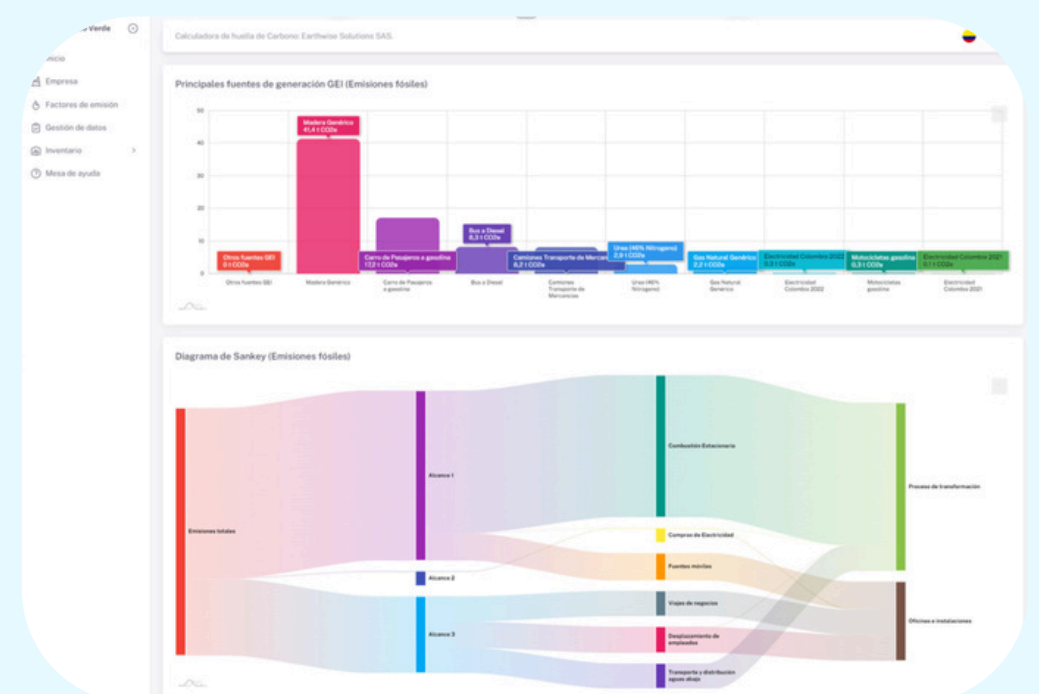 Verde
Calculadora de huella de Carbono: Earthwise Solutions SAS.
Inicio
Empresa
Factores de emisión
Gestión de datos
Inventario
Mesa de ayuda
Principales fuentes de generación GEI (Emisiones fósiles)
50
40
30
20
10
0
Otros fuentes GEI
0 t CO2e
Madera Genérico
41,4 t CO2e
Carro de Pasajeros a gasolina
17,2 t CO2e
Bus a Diesel
8,3 t CO2e
Camiones Transporte de Mercan
8,2 t CO2e
Urea (46% Nitrogeno)
2,9 t CO2e
Gas Natural Genérico
2,2 t CO2e
Electricidad Colombia 2022
0,3 t CO2e
Motocicletas gasolina
0,3 t CO2e
Electricidad Colombia 2021
0,1 t CO2e
Otros fuentes GEI
Madera Genérico
Carro de Pasajeros
a gasolina
Bus a Diesel
Camiones
Transporte de
Mercancías
Urea (46%
Nitrogeno)
Gas Natural
Genérico
Electricidad
Colombia 2022
Motocicletas
gasolina
Electricidad
Colombia 2021
Diagrama de Sankey (Emisiones fósiles)
Emisiones totales
Alcance 1
Alcance 2
Alcance 3
Combustión Estacionaria
Compras de Electricidad
Fuentes móviles
Viajes de negocios
Desplazamiento de
empleados
Transporte y distribución
aguas abajo
Proceso de transformación
Oficinas e instalaciones